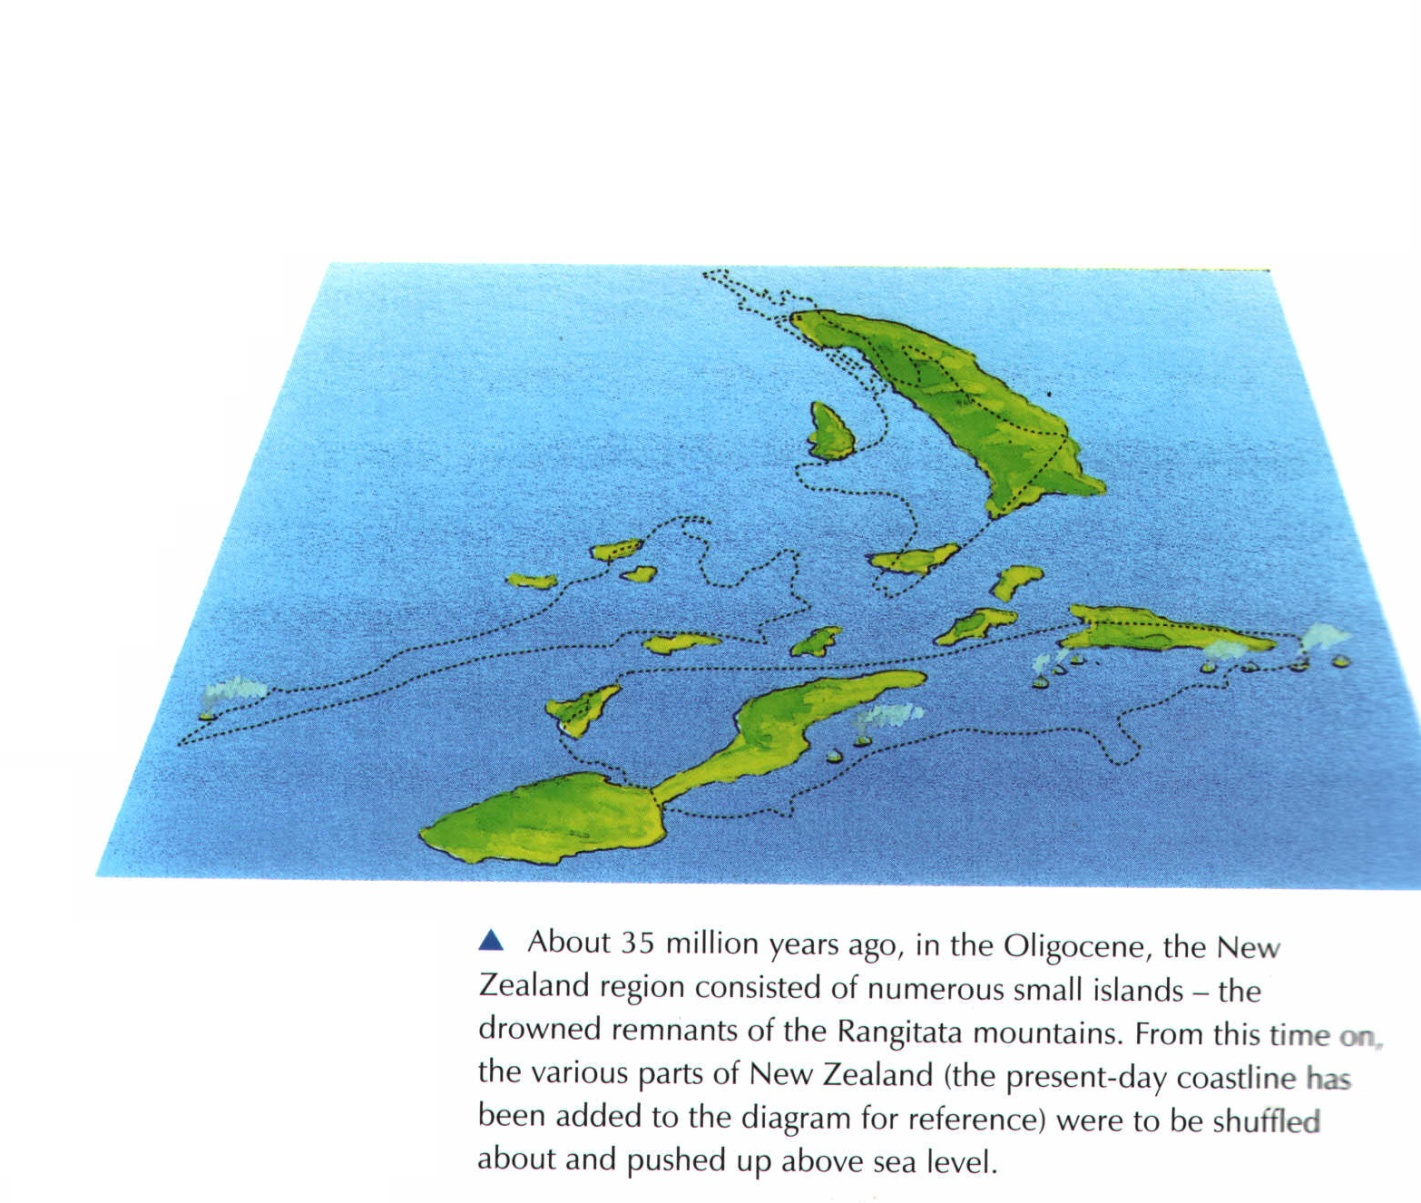 ▲ About 35 million years ago, in the Oligocene, the New
Zealand region consisted of numerous small islands – the
drowned remnants of the Rangitata mountains. From this time on,
the various parts of New Zealand (the present-day coastline has
been added to the diagram for reference) were to be shuffled
about and pushed up above sea level.